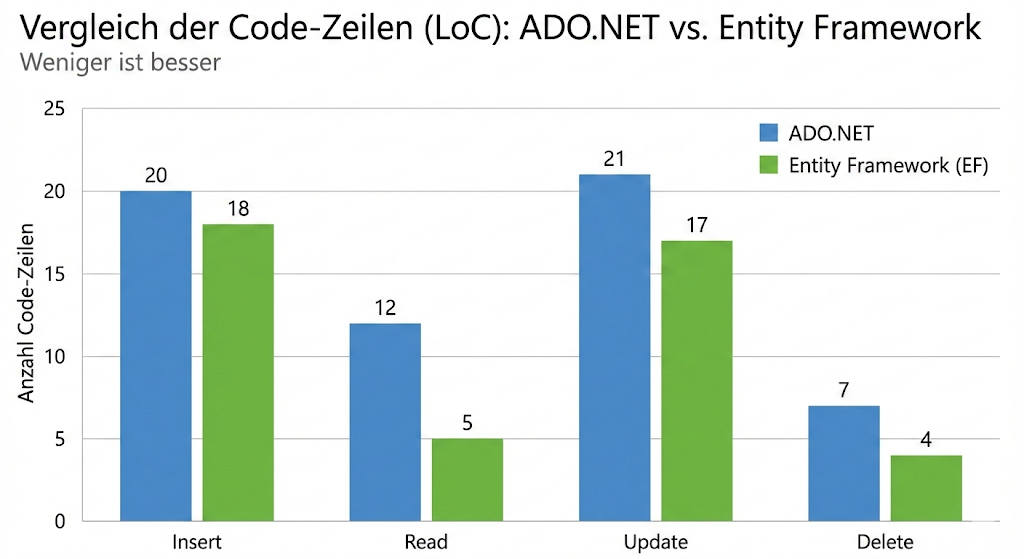 Vergleich der Code-Zeilen (LoC): ADO.NET vs. Entity Framework
Weniger ist besser
Anzahl Code-Zeilen
25
20
15
10
5
0
ADO.NET
Entity Framework (EF)
20
18
12
5
21
17
7
4
Insert
Read
Update
Delete